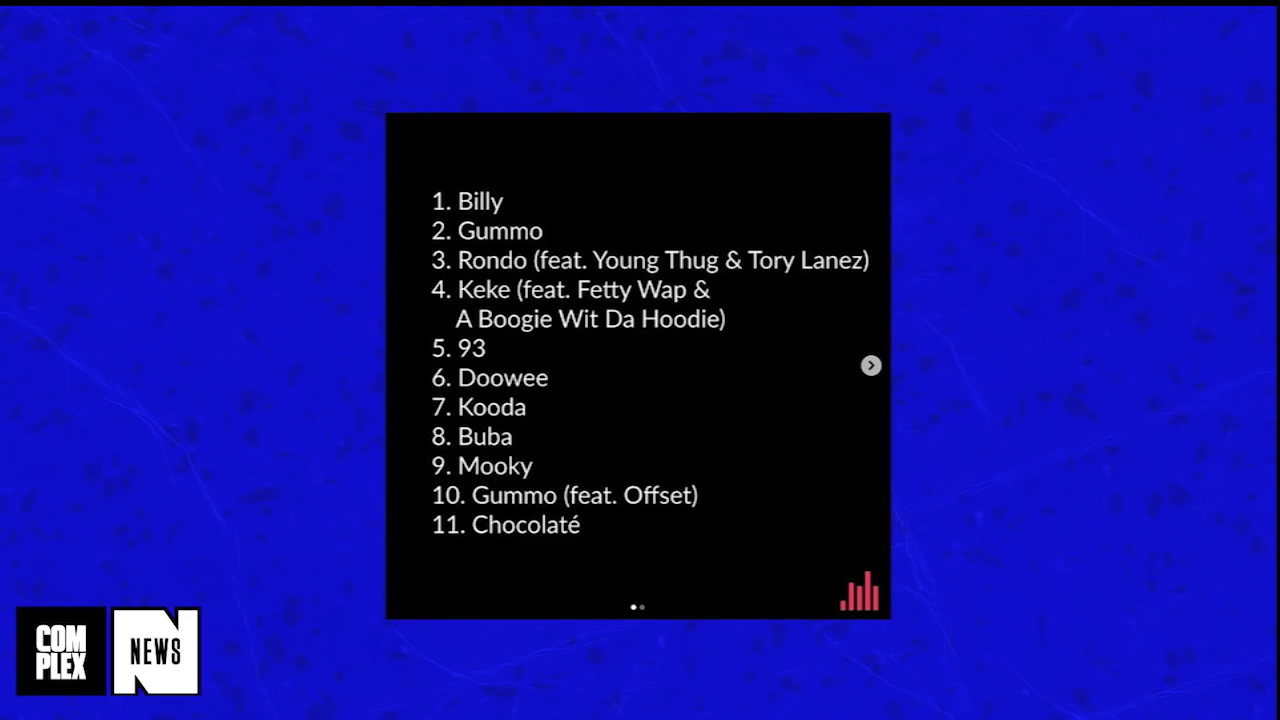 1. Billy
2. Gummo
3. Rondo (feat. Young Thug & Tory Lanez)
4. Keke (feat. Fetty Wap &
A Boogie Wit Da Hoodie)
5. 93
6. Doowee
7. Kooda
8. Buba
9. Mooky
10. Gummo (feat. Offset)
11. Chocolaté
COM
PLEX
NEWS